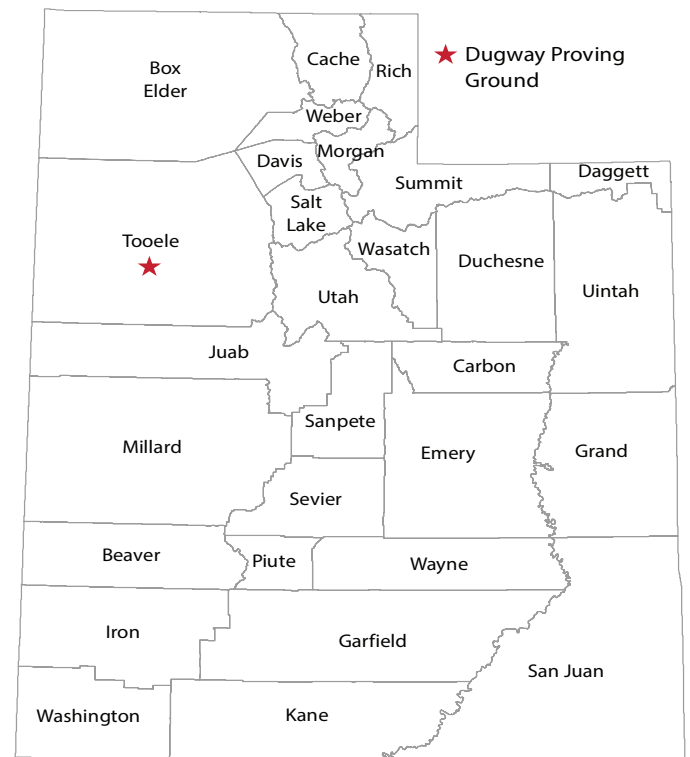 Cache
Rich
Box
Elder
Dugway Proving
Ground
Weber
Davis
Morgan
Summit
Daggett
Salt
Lake
Tooele
Wasatch
Duchesne
Uintah
Utah
Juab
Carbon
Sanpete
Millard
Emery
Grand
Sevier
Beaver
Piute
Wayne
Iron
Garfield
San Juan
Washington
Kane